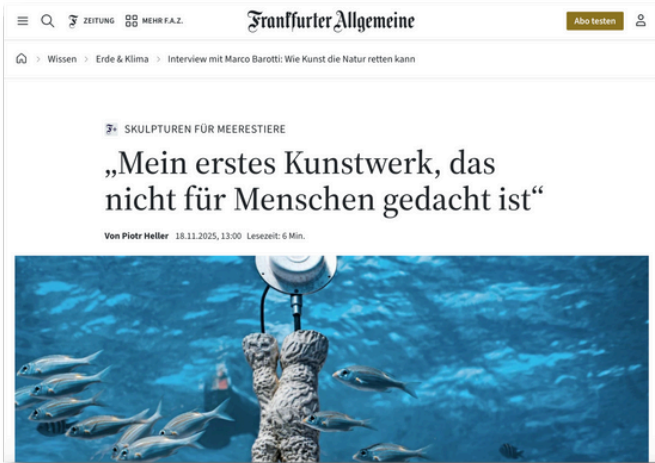 ZEITUNG
MEHR F.A.Z.
Frankfurter Allgemeine
Abo testen
Wissen > Erde & Klima > Interview mit Marco Barotti: Wie Kunst die Natur retten kann
F+ SKULPTUREN FÜR MEERESTIERE
„Mein erstes Kunstwerk, das
nicht für Menschen gedacht ist“
Von Piotr Heller 18.11.2025, 13:00 Lesezeit: 6 Min.